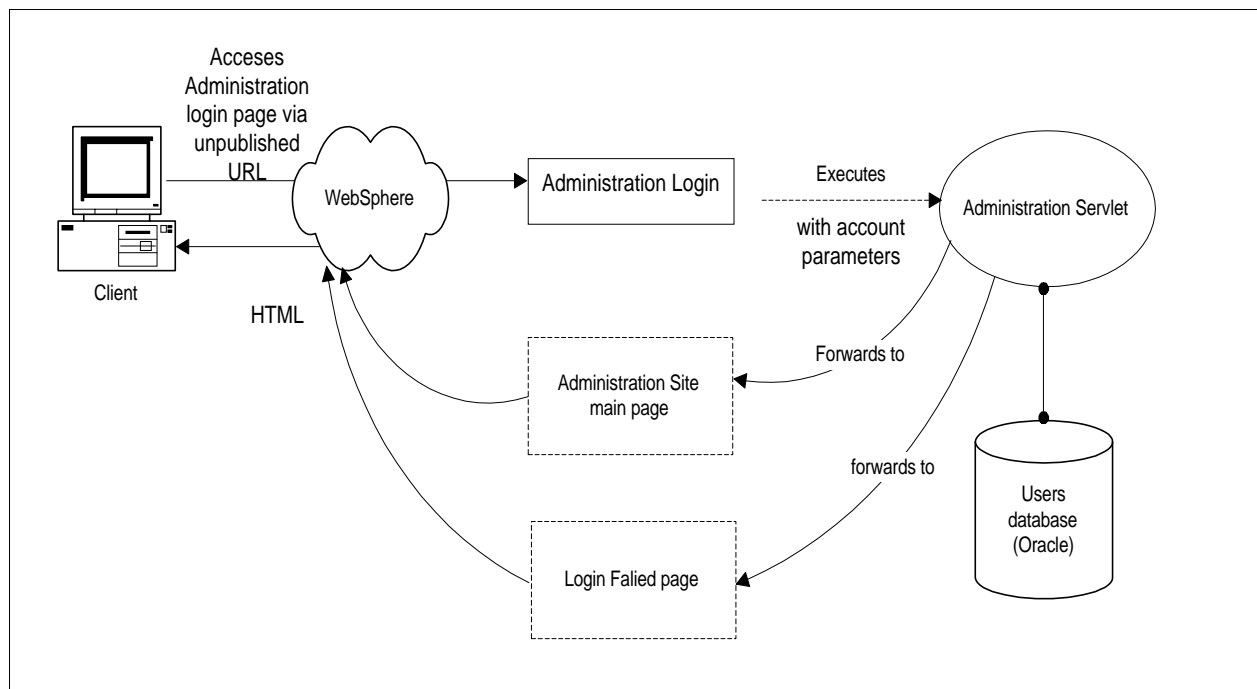 Acceses
Administration
login page via
unpublished
URL
WebSphere
Administration Login
Executes
with account
parameters
Administration Servlet
Client
HTML
Forwards to
Administration Site
main page
forwards to
Users
database
(Oracle)
Login Falied page